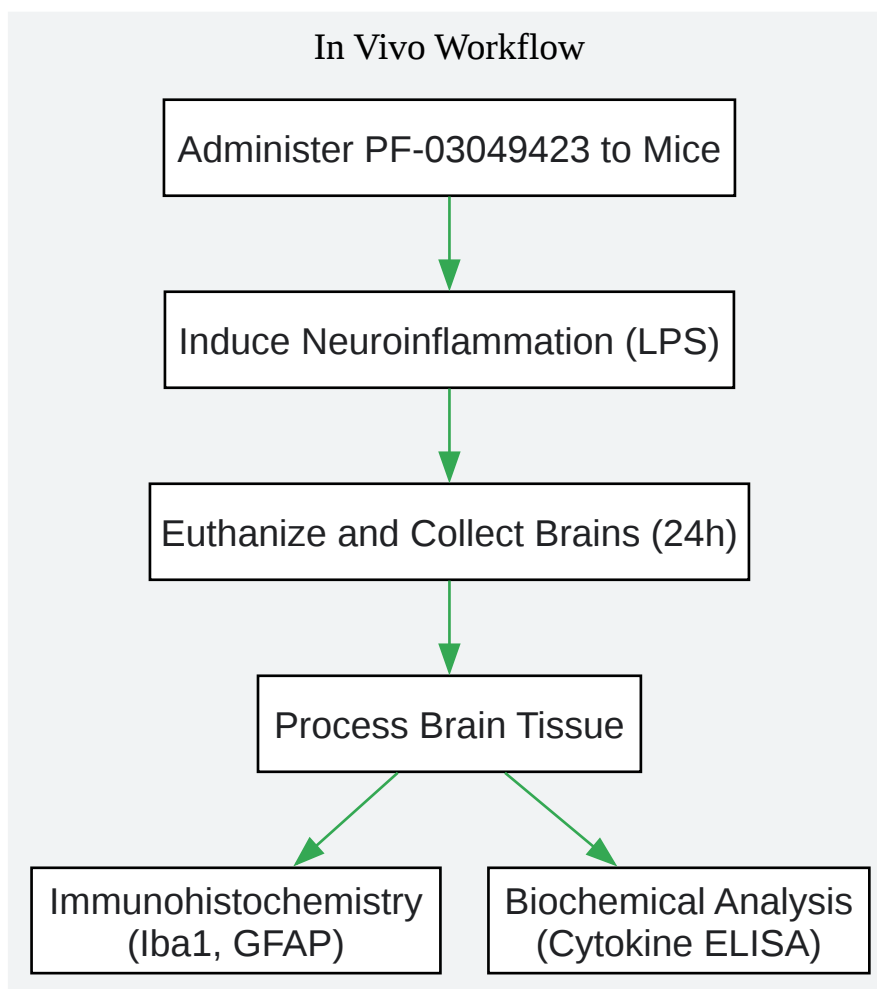 In Vivo Workflow
Administer PF-03049423 to Mice
Induce Neuroinflammation (LPS)
Euthanize and Collect Brains (24h)
Process Brain Tissue
Immunohistochemistry
(Iba1, GFAP)
Biochemical Analysis
(Cytokine ELISA)